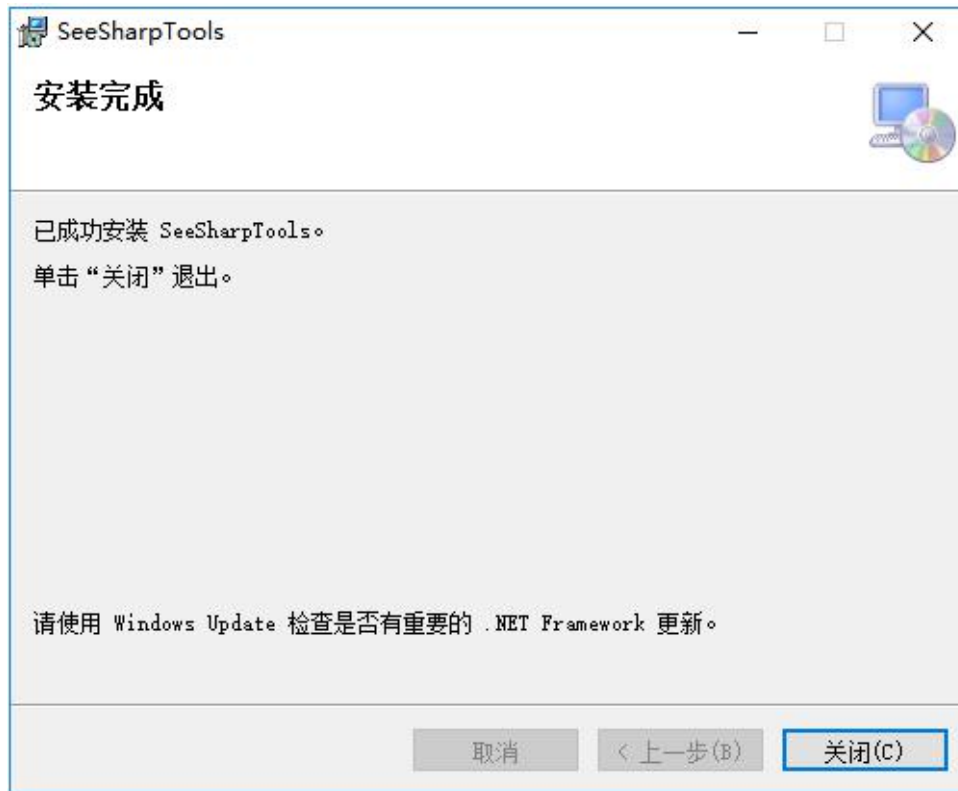 SeeSharpTools
安装完成
已成功安装 SeeSharpTools。
单击“关闭”退出。
请使用 Windows Update 检查是否有重要的 .NET Framework 更新。
取消 < 上一步(B) 关闭(C)